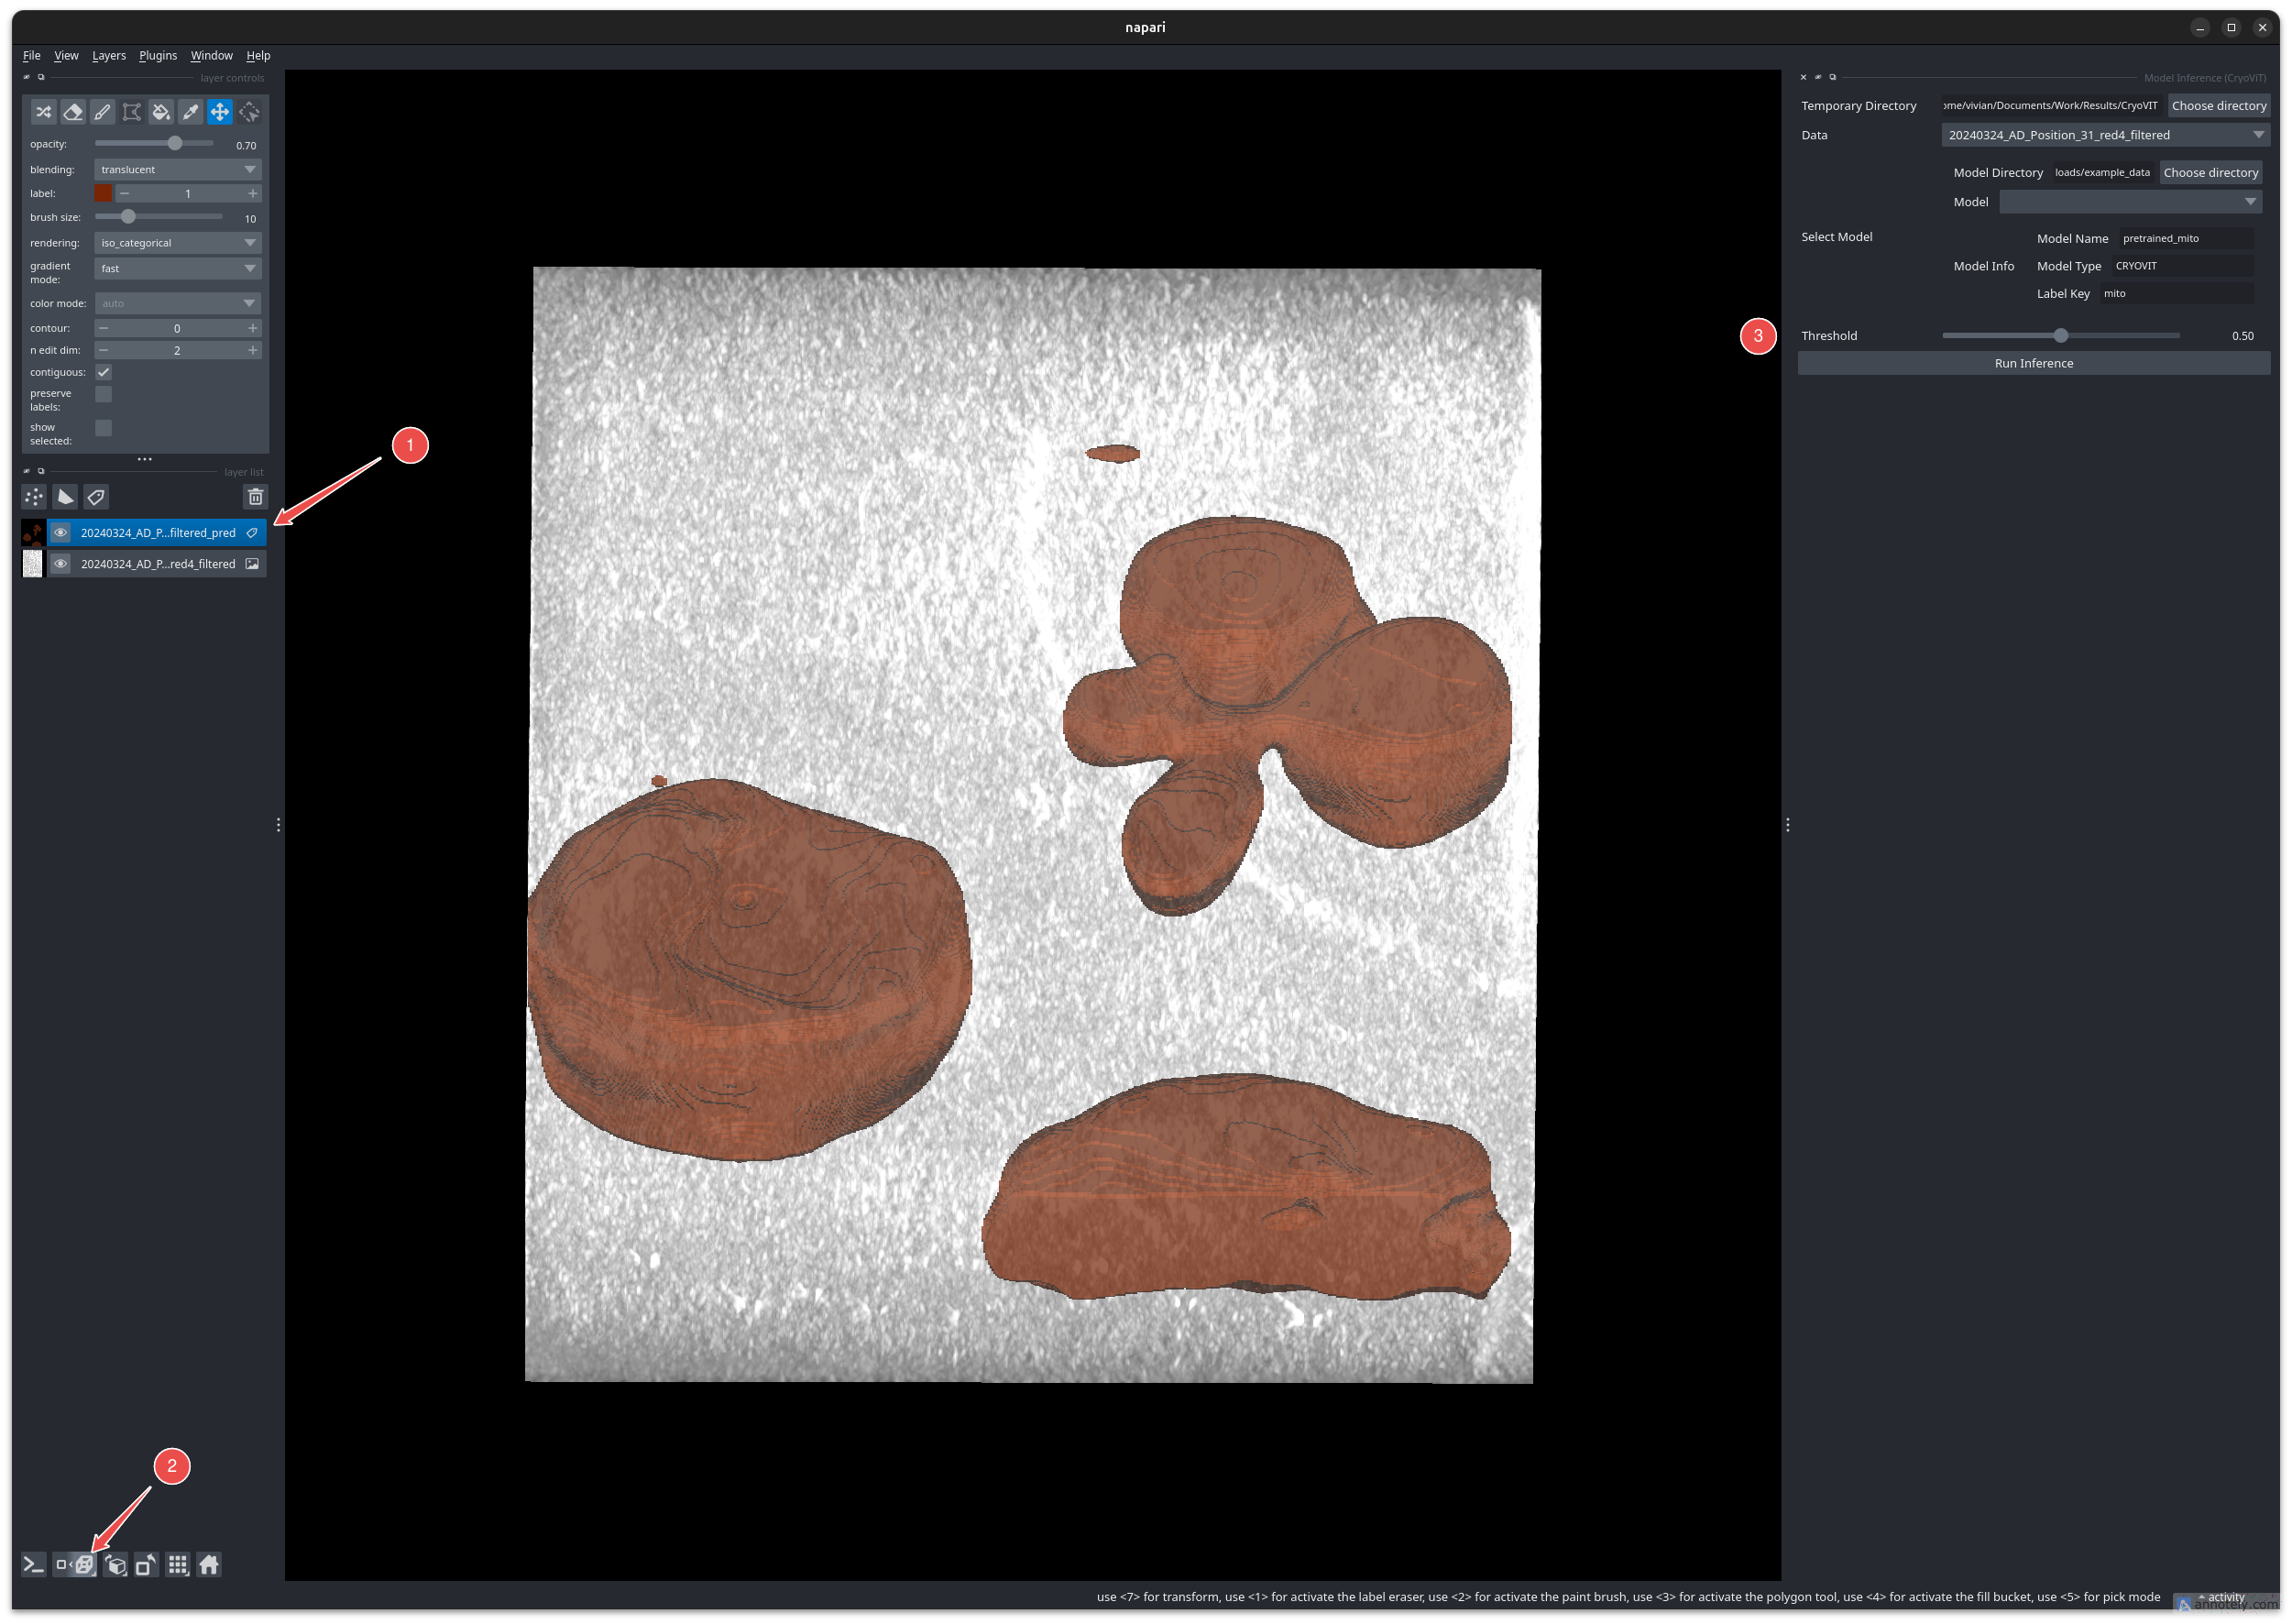 napari
File View Layers Plugins Window Help
layer controls
opacity: 0.70
blending: translucent
label: 1
brush size: 10
rendering: iso_categorical
gradient mode: fast
color mode: auto
contour: 0
n edit dim: 2
contiguous:
preserve labels:
show selected:
1
layer list
20240324_AD_P...filtered_pred
20240324_AD_P...red4_filtered
2
Model Inference (CryoViT)
Temporary Directory ome/vivian/Documents/Work/Results/CryoVIT Choose directory
Data 20240324_AD_Position_31_red4_filtered
Model Directory loads/example_data Choose directory
Model
Select Model
Model Name pretrained_mito
Model Info Model Type CRYOVIT
Label Key mito
3 Threshold 0.50
Run Inference
use <7> for transform, use <1> for activate the label eraser, use <2> for activate the paint brush, use <3> for activate the polygon tool, use <4> for activate the fill bucket, use <5> for pick mode
activity
annotely.com